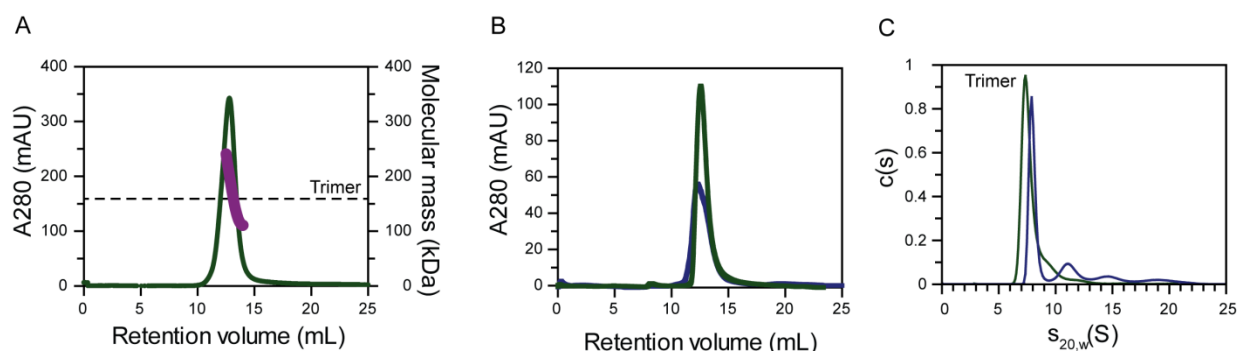 A
A280 (mAU)
400
300
200
100
0
Trimer
400
300
200
100
0
Molecular mass (kDa)
0 5 10 15 20 25
Retention volume (mL)
B
A280 (mAU)
120
100
80
60
40
20
0
0 5 10 15 20 25
Retention volume (mL)
C
c(s)
1
0.8
0.6
0.4
0.2
0
Trimer
0 5 10 15 20 25
s20,w(S)